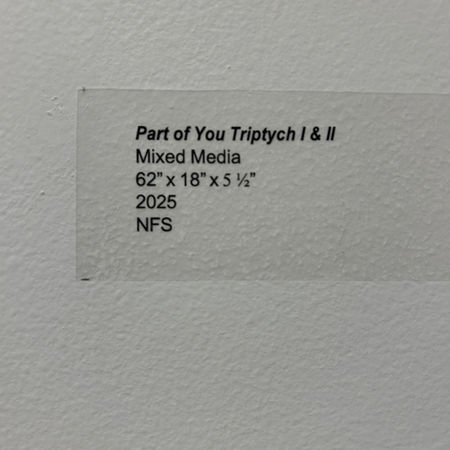 Part of You Triptych I & II
Mixed Media
62” x 18” x 5 ½”
2025
NFS